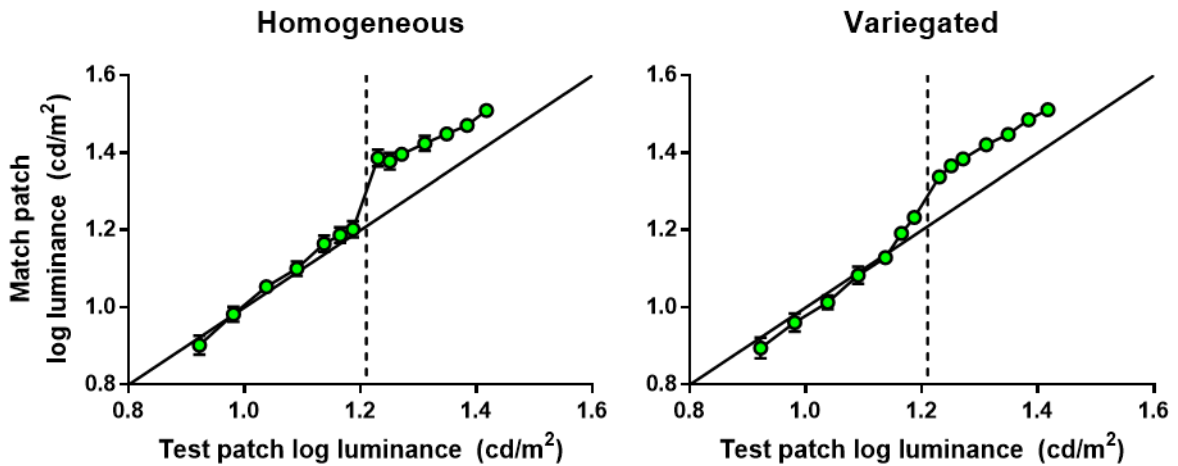 Homogeneous
Match patch
log luminance (cd/m²)
1.6
1.4
1.2
1.0
0.8
0.8 1.0 1.2 1.4 1.6
Test patch log luminance (cd/m²)
Variegated
1.6
1.4
1.2
1.0
0.8
0.8 1.0 1.2 1.4 1.6
Test patch log luminance (cd/m²)